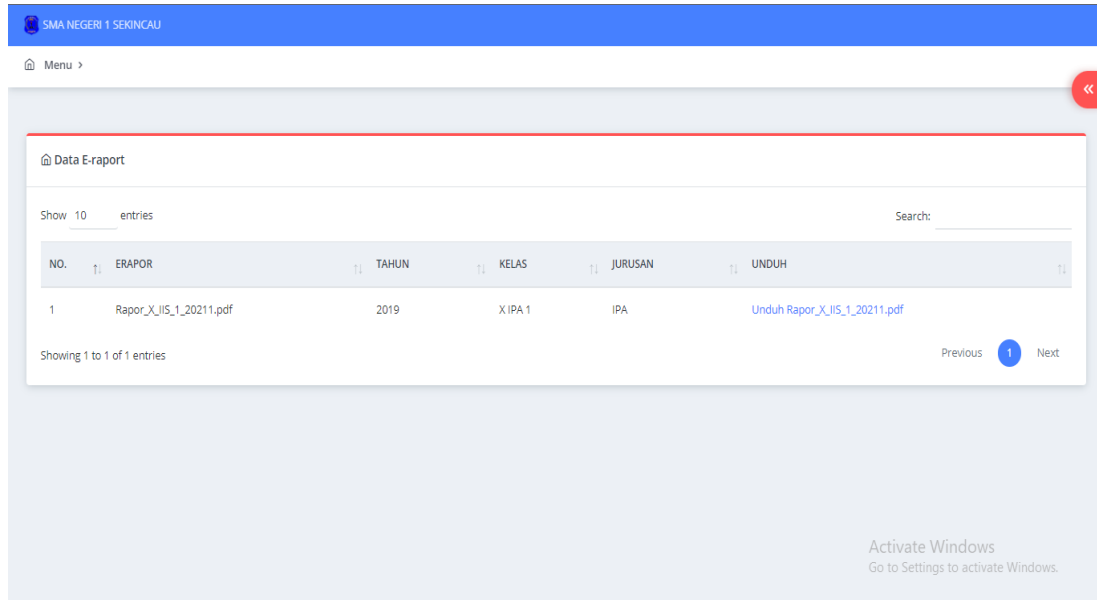 SMA NEGERI 1 SEKINCAU
Menu >
Data E-raport
Show 10 entries Search:
NO. ERAPOR TAHUN KELAS JURUSAN UNDUH
1 Rapor_X_IIS_1_20211.pdf 2019 X IPA 1 IPA Unduh Rapor_X_IIS_1_20211.pdf
Showing 1 to 1 of 1 entries Previous 1 Next
Activate Windows
Go to Settings to activate Windows.